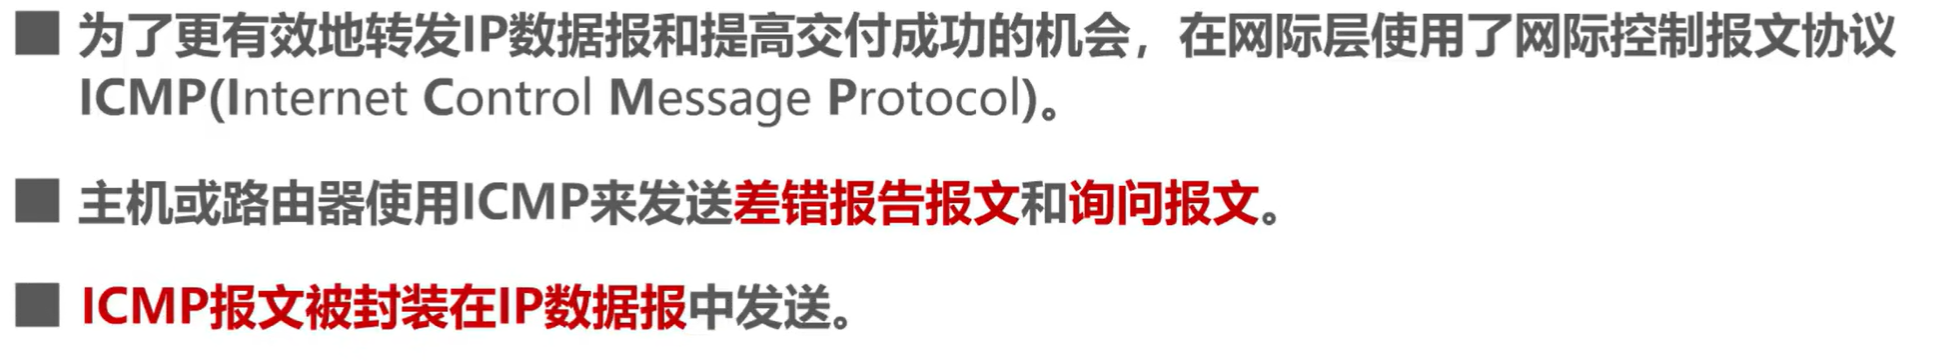 ■ 为了更有效地转发IP数据报和提高交付成功的机会，在网际层使用了网际控制报文协议
ICMP(Internet Control Message Protocol)。
■ 主机或路由器使用ICMP来发送差错报告报文和询问报文。
■ ICMP报文被封装在IP数据报中发送。